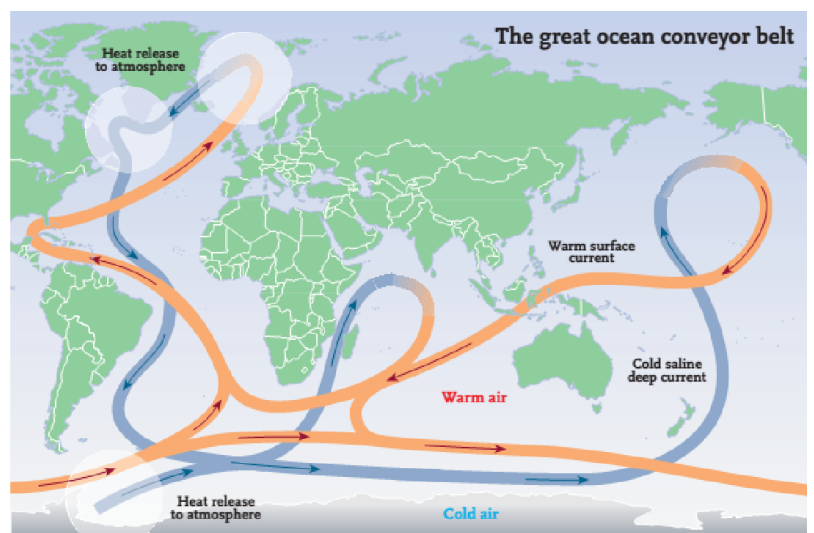 The great ocean conveyor belt
Heat release
to atmosphere
Warm surface
current
Cold saline
deep current
Warm air
Heat release
to atmosphere
Cold air